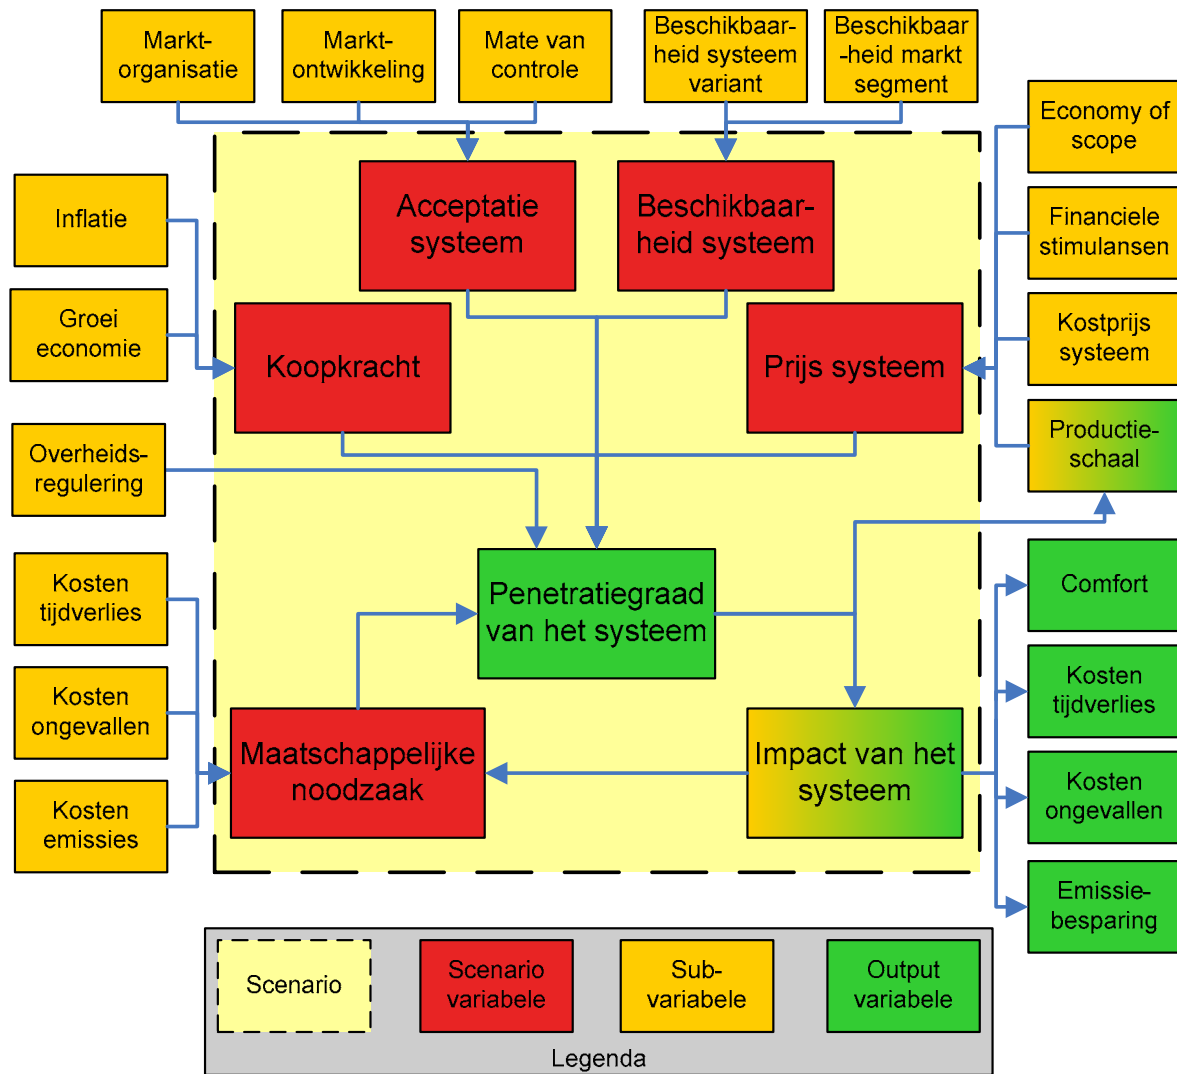 Markt-
organisatie
Markt-
ontwikkeling
Mate van
controle
Beschikbaar-
heid systeem
variant
Beschikbaar
-heid markt
segment
Economy of
scope
Financiele
stimulansen
Kostprijs
systeem
Productie-
schaal
Inflatie
Groei
economie
Overheids-
regulering
Kosten
tijdverlies
Kosten
ongevallen
Kosten
emissies
Acceptatie
systeem
Beschikbaar-
heid systeem
Koopkracht
Prijs systeem
Penetratiegraad
van het systeem
Maatschappelijke
noodzaak
Impact van het
systeem
Comfort
Kosten
tijdverlies
Kosten
ongevallen
Emissie-
besparing
Scenario
Scenario
variabele
Sub-
variabele
Output
variabele
Legenda